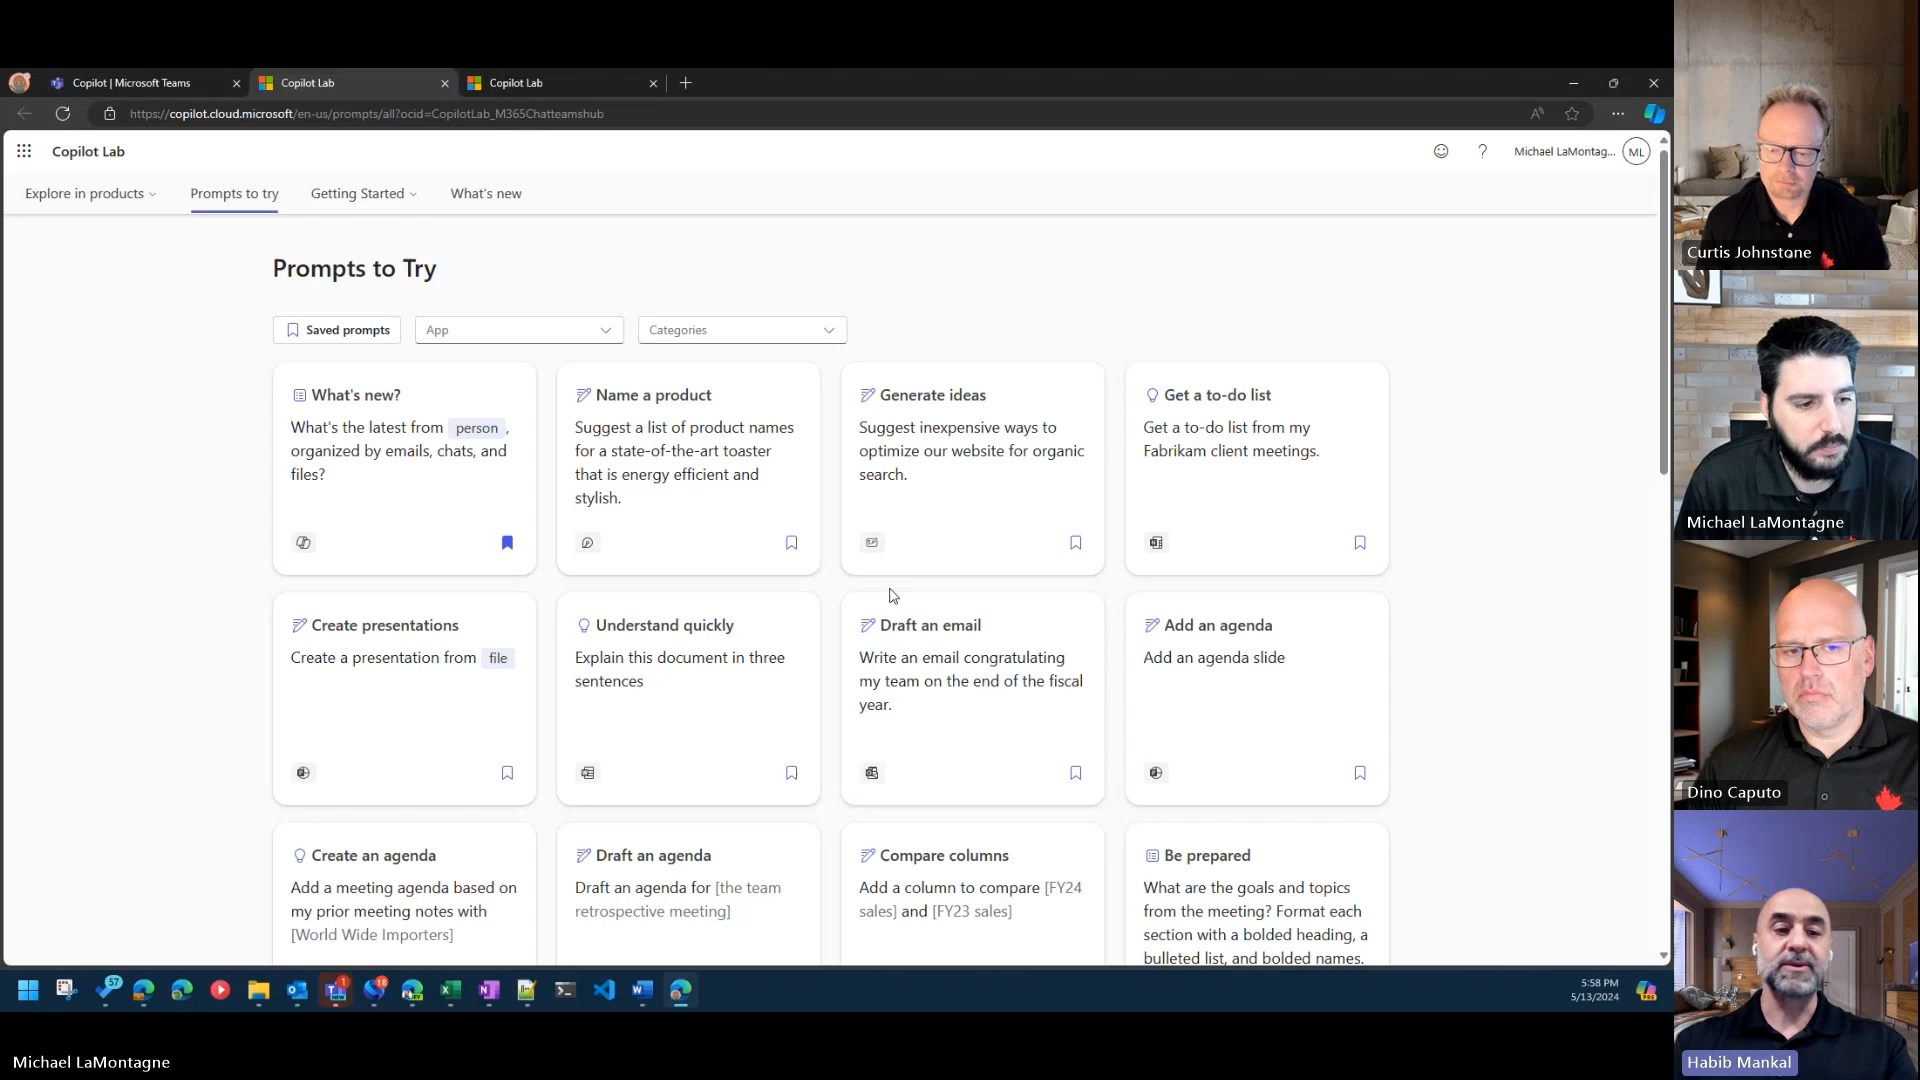 Copilot | Microsoft Teams
Copilot Lab
Copilot Lab
https://copilot.cloud.microsoft/en-us/prompts/all?ocid=CopilotLab_M365Chatteamshub
Copilot Lab
Michael LaMontag...
ML
Explore in products
Prompts to try
Getting Started
What's new
Prompts to Try
Saved prompts
App
Categories
What's new?
What's the latest from person ,
organized by emails, chats, and
files?
Name a product
Suggest a list of product names
for a state-of-the-art toaster
that is energy efficient and
stylish.
Generate ideas
Suggest inexpensive ways to
optimize our website for organic
search.
Get a to-do list
Get a to-do list from my
Fabrikam client meetings.
Create presentations
Create a presentation from file
Understand quickly
Explain this document in three
sentences
Draft an email
Write an email congratulating
my team on the end of the fiscal
year.
Add an agenda
Add an agenda slide
Create an agenda
Add a meeting agenda based on
my prior meeting notes with
[World Wide Importers]
Draft an agenda
Draft an agenda for [the team
retrospective meeting]
Compare columns
Add a column to compare [FY24
sales] and [FY23 sales]
Be prepared
What are the goals and topics
from the meeting? Format each
section with a bolded heading, a
bulleted list, and bolded names.
57
1
18
5:58 PM
5/13/2024
Michael LaMontagne
Curtis Johnstone
Michael LaMontagne
Dino Caputo
Habib Mankal